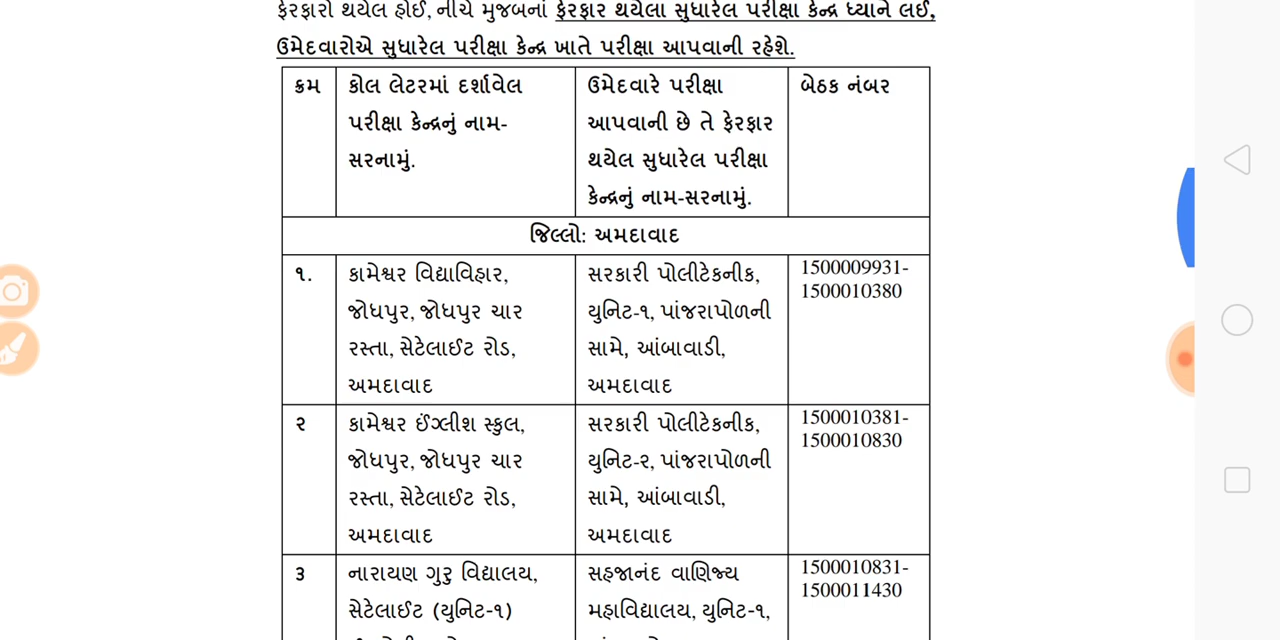 ફેરફારો થયેલ હોઈ, નીચે મુજબનાં ફેરફાર થયેલા સુધારેલ પરીક્ષા કેન્દ્ર ધ્યાને લઈ,
ઉમેદવારોએ સુધારેલ પરીક્ષા કેન્દ્ર ખાતે પરીક્ષા આપવાની રહેશે.
ક્રમ
કોલ લેટરમાં દર્શાવેલ
પરીક્ષા કેન્દ્રનું નામ-
સરનામું.
ઉમેદવારે પરીક્ષા
આપવાની છે તે ફેરફાર
થયેલ સુધારેલ પરીક્ષા
કેન્દ્રનું નામ-સરનામું.
બેઠક નંબર
જિલ્લો: અમદાવાદ
૧.
કામેશ્વર વિદ્યાવિહાર,
જોધપુર, જોધપુર ચાર
રસ્તા, સેટેલાઈટ રોડ,
અમદાવાદ
સરકારી પોલીટેકનીક,
યુનિટ-૧, પાંજરાપોળની
સામે, આંબાવાડી,
અમદાવાદ
1500009931-
1500010380
૨
કામેશ્વર ઈંગ્લીશ સ્કુલ,
જોધપુર, જોધપુર ચાર
રસ્તા, સેટેલાઈટ રોડ,
અમદાવાદ
સરકારી પોલીટેકનીક,
યુનિટ-૨, પાંજરાપોળની
સામે, આંબાવાડી,
અમદાવાદ
1500010381-
1500010830
૩
નારાયણ ગુરુ વિદ્યાલય,
સેટેલાઈટ (યુનિટ-૧)
સહજાનંદ વાણિજ્ય
મહાવિદ્યાલય, યુનિટ-૧,
1500010831-
1500011430